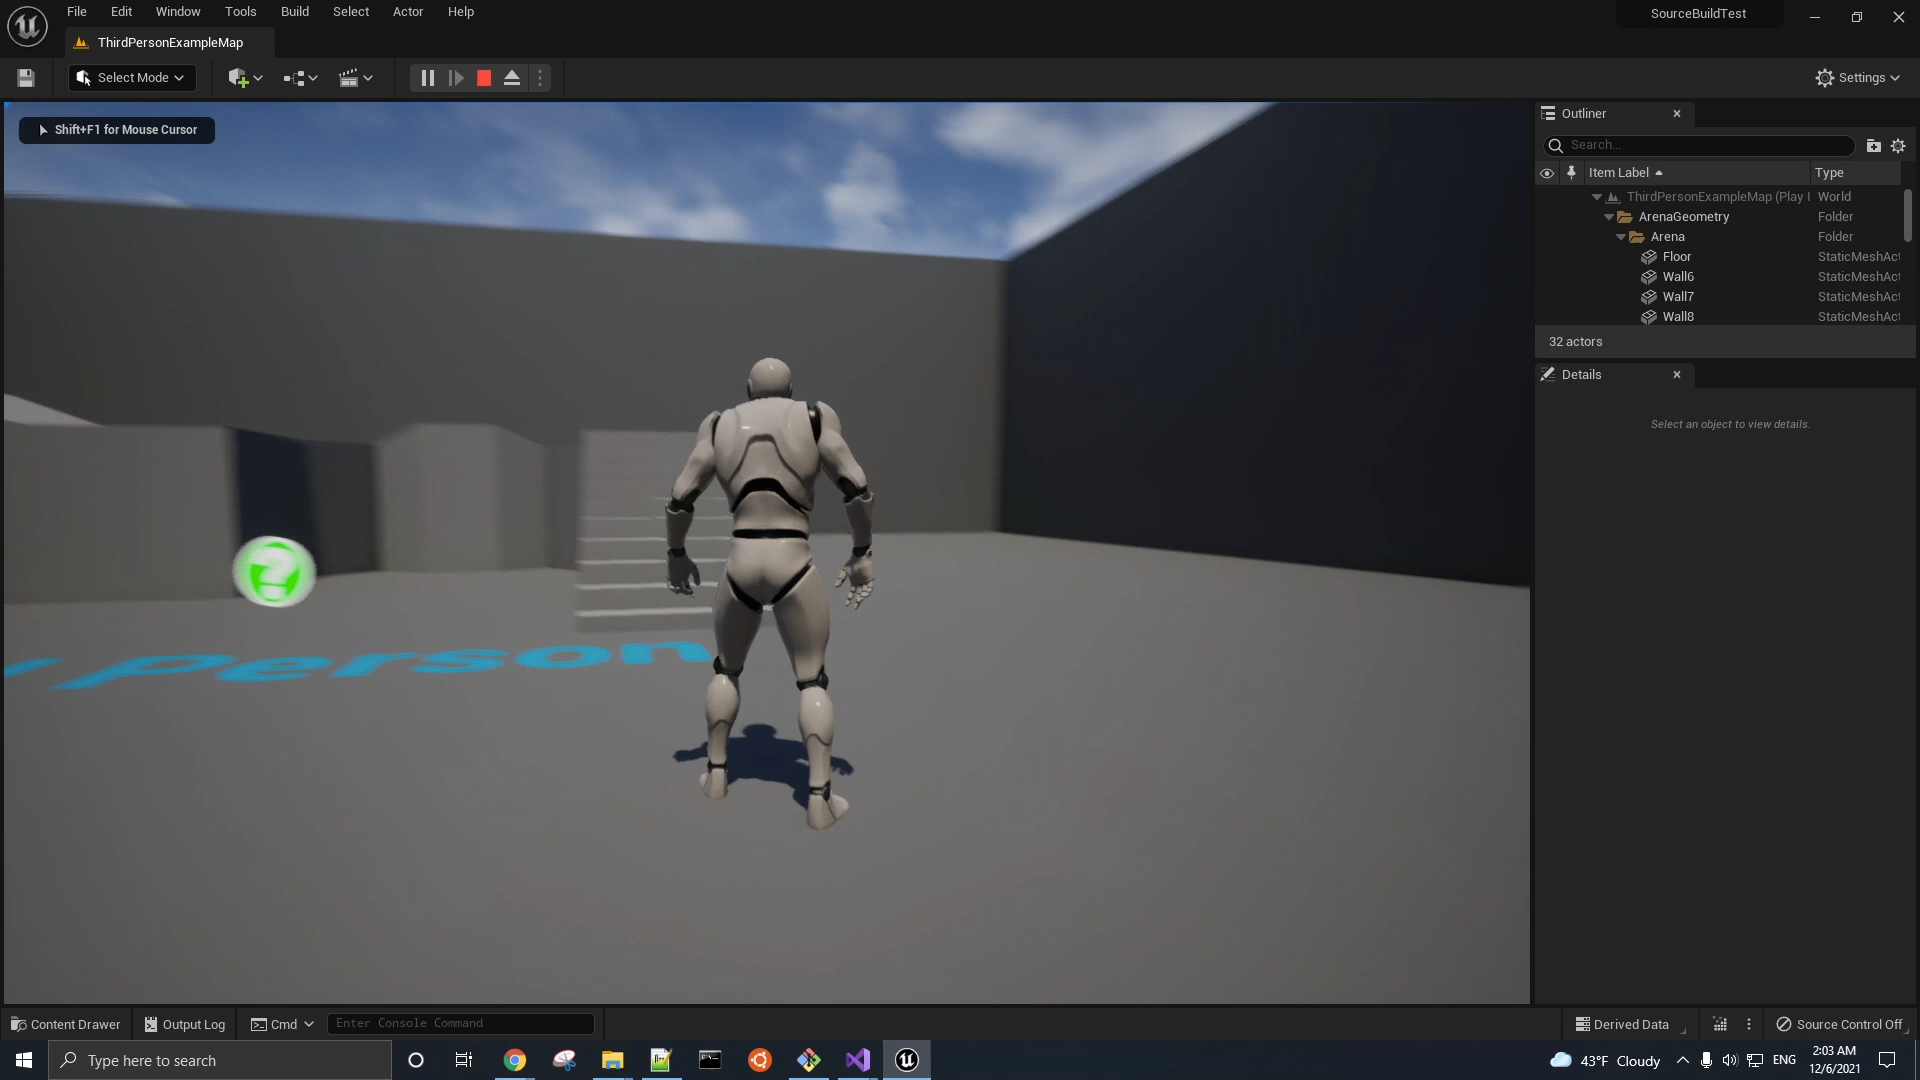 File Edit Window Tools Build Select Actor Help
SourceBuildTest
ThirdPersonExampleMap
Select Mode
Settings
Shift+F1 for Mouse Cursor
Outliner
Search...
Item Label Type
ThirdPersonExampleMap (Play I World
ArenaGeometry Folder
Arena Folder
Floor StaticMeshAct
Wall6 StaticMeshAct
Wall7 StaticMeshAct
Wall8 StaticMeshAct
32 actors
Details
Select an object to view details.
person
Content Drawer Output Log Cmd Enter Console Command Derived Data Source Control Off
Type here to search
43°F Cloudy ENG
2:03 AM
12/6/2021